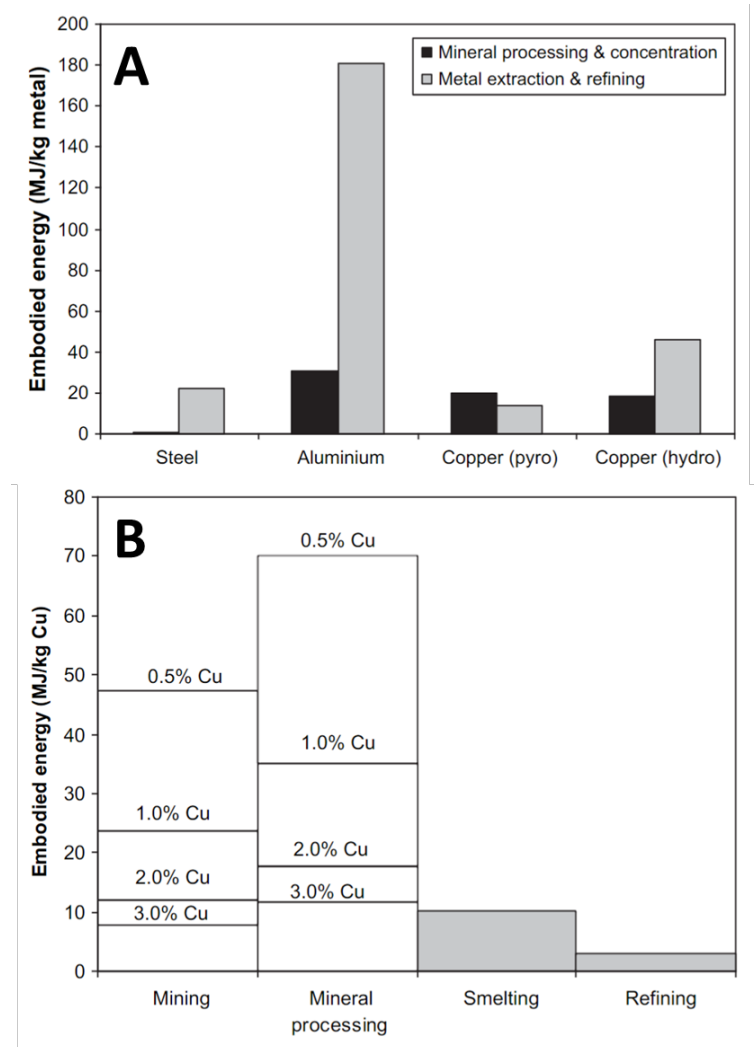 A
Mineral processing & concentration
Metal extraction & refining
Embodied energy (MJ/kg metal)
200
180
160
140
120
100
80
60
40
20
0
Steel
Aluminium
Copper (pyro)
Copper (hydro)
B
Embodied energy (MJ/kg Cu)
80
70
60
50
40
30
20
10
0
0.5% Cu
1.0% Cu
2.0% Cu
3.0% Cu
0.5% Cu
1.0% Cu
2.0% Cu
3.0% Cu
Mining
Mineral
processing
Smelting
Refining